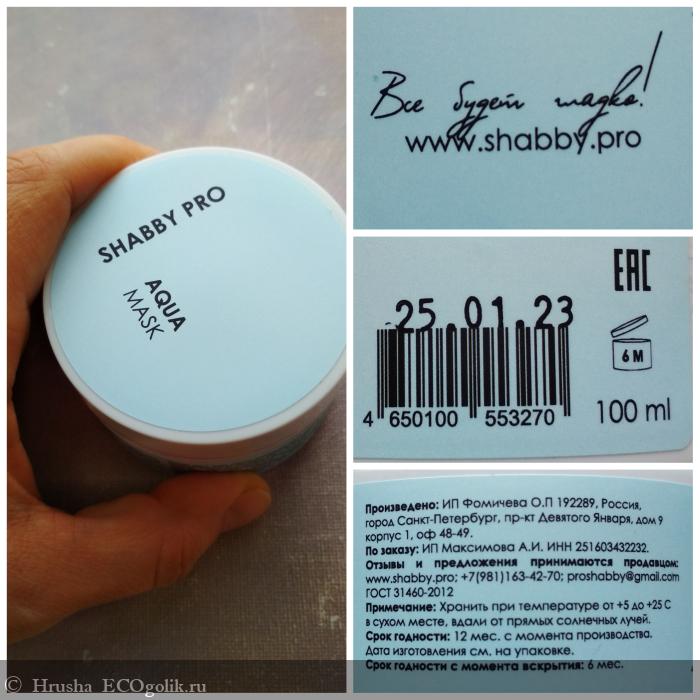 SHABBY PRO
AQUA
MASK
Все будет гладко!
www.shabby.pro
EAC
25.01.23
6 M
4 650100 553270
100 ml
Произведено: ИП Фомичева О.П 192289, Россия,
город Санкт-Петербург, пр-кт Девятого Января, дом 9
корпус 1, оф 48-49.
По заказу: ИП Максимова А.И. ИНН 251603432232.
Отзывы и предложения принимаются продавцом:
www.shabby.pro; +7(981)163-42-70; proshabby@gmail.com
ГОСТ 31460-2012
Примечание: Хранить при температуре от +5 до +25 С
в сухом месте, вдали от прямых солнечных лучей.
Срок годности: 12 мес. с момента производства.
Дата изготовления см. на упаковке.
Срок годности с момента вскрытия: 6 мес.
© Hrusha ECOgolik.ru